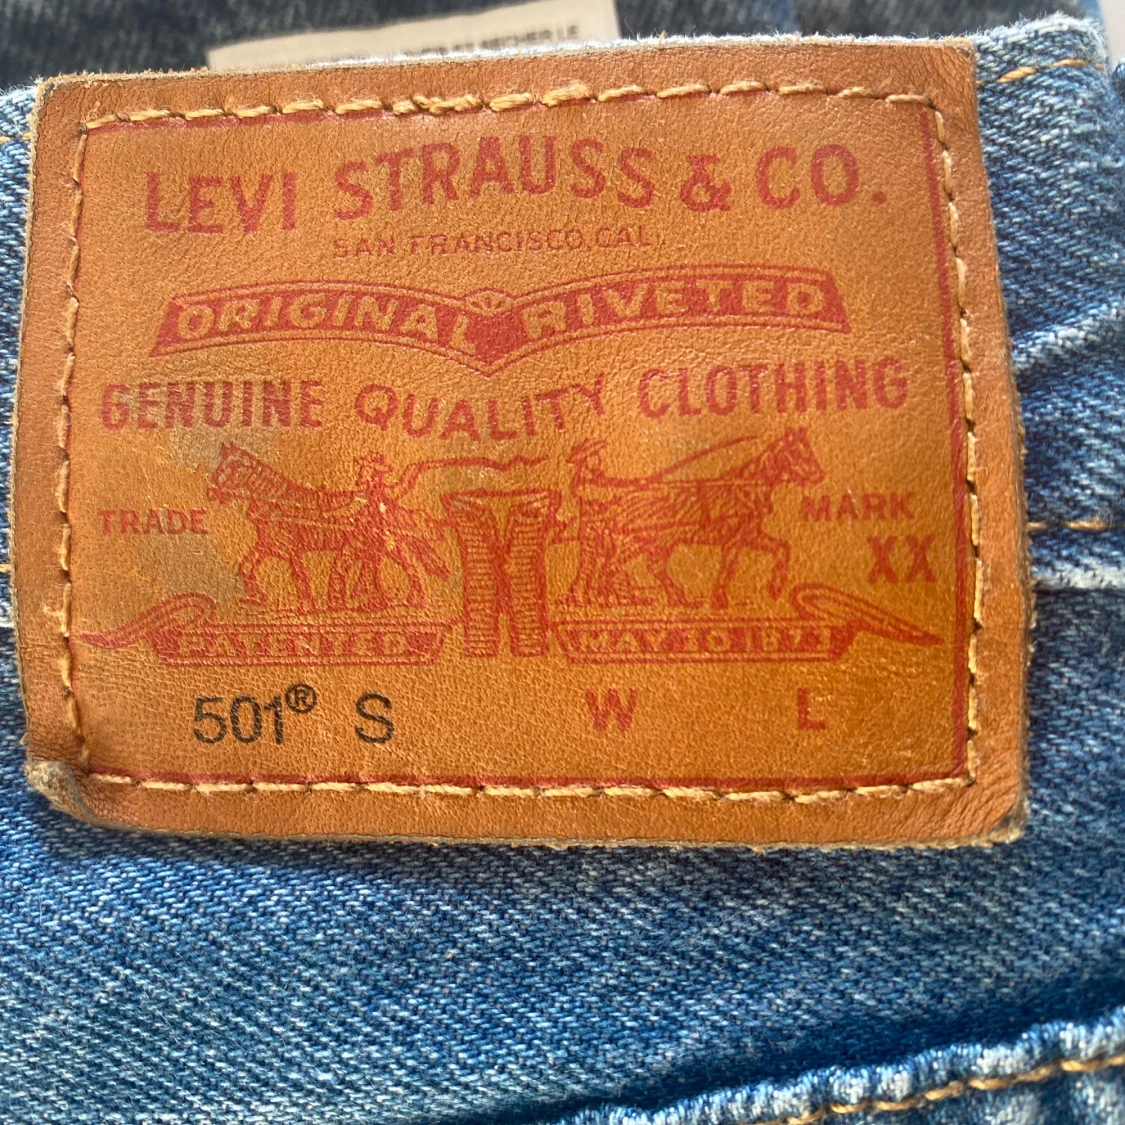 LEVI STRAUSS & CO.
SAN FRANCISCO, CAL.
ORIGINAL RIVETED
GENUINE QUALITY CLOTHING
TRADE MARK
XX
PATENTED MAY 20 1873
501® S W L